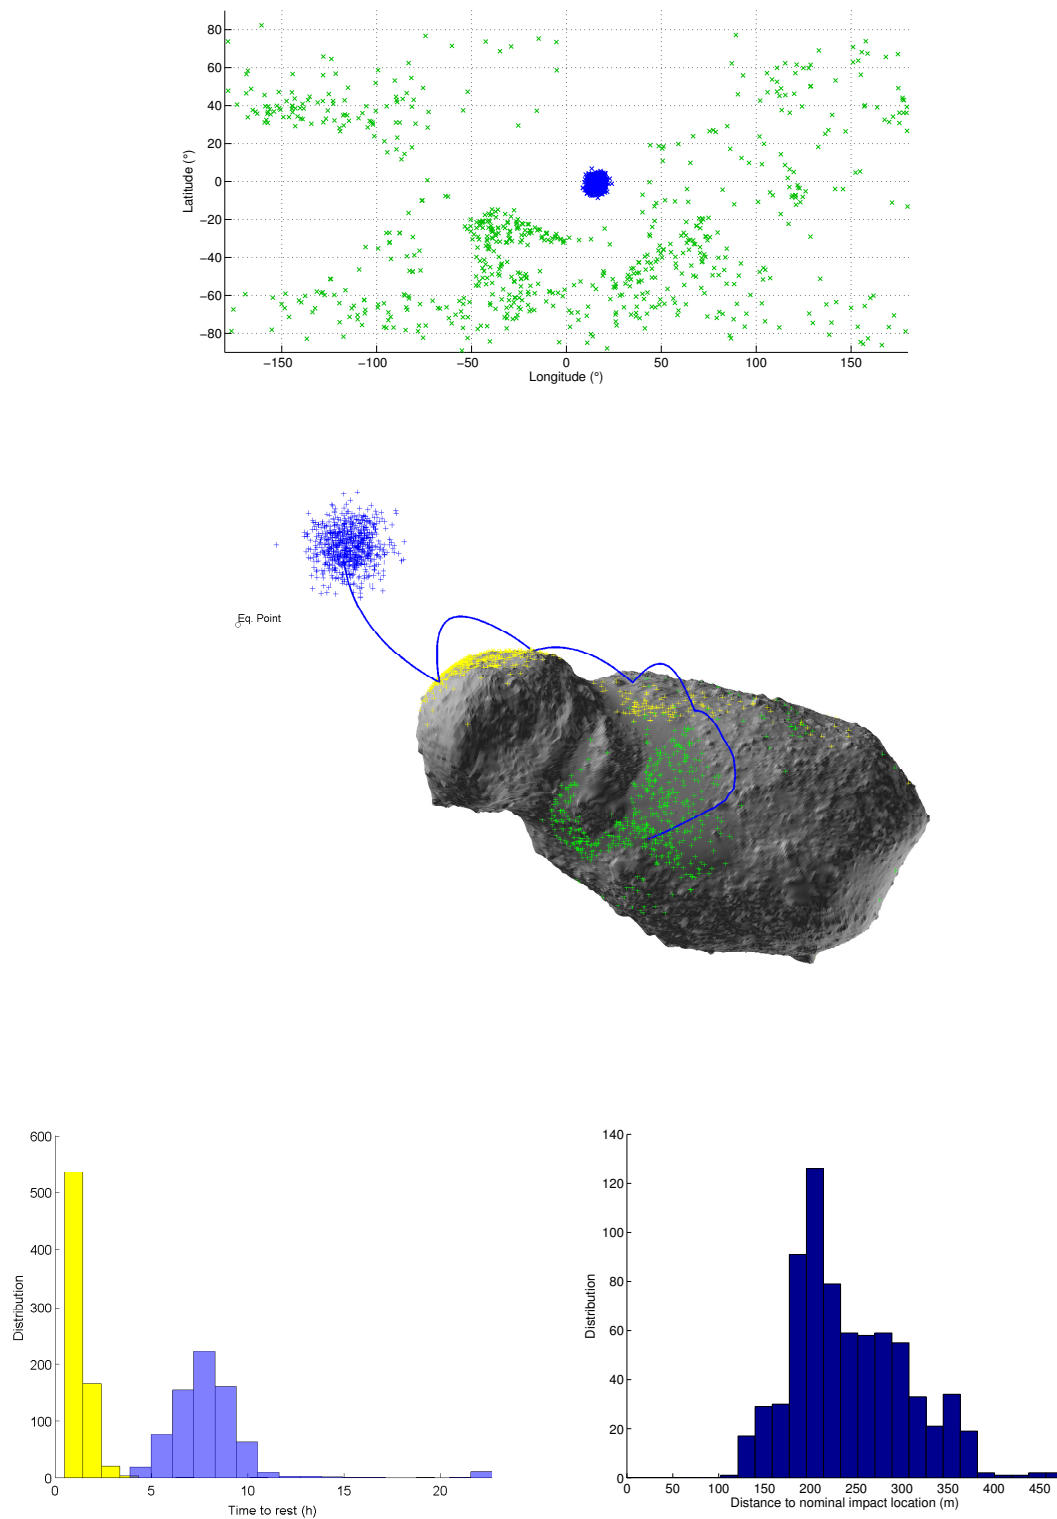 80
60
40
20
0
−20
−40
−60
−80
Latitude (°)
−150 −100 −50 0 50 100 150
Longitude (°)
Eq. Point
600
500
400
300
200
100
0
Distribution
0 5 10 15 20
Time to rest (h)
140
120
100
80
60
40
20
0
Distribution
0 50 100 150 200 250 300 350 400 450
Distance to nominal impact location (m)